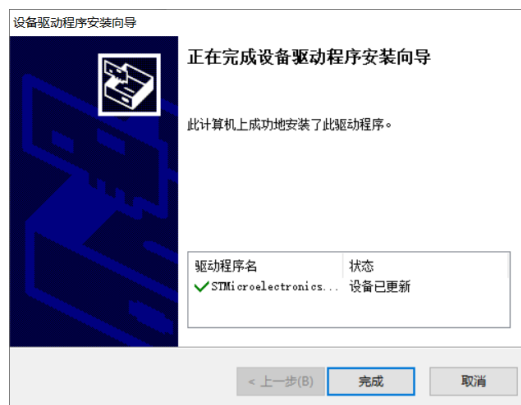 设备驱动程序安装向导
正在完成设备驱动程序安装向导
此计算机上成功地安装了此驱动程序。
驱动程序名 状态
STMicroelectronics... 设备已更新
< 上一步(B) 完成 取消